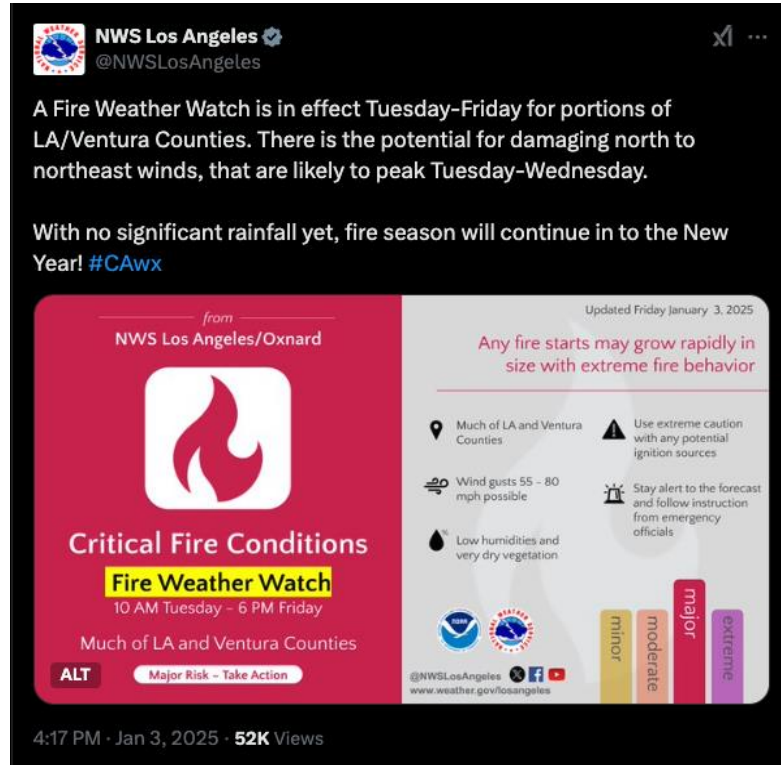 NWS Los Angeles
@NWSLosAngeles
A Fire Weather Watch is in effect Tuesday-Friday for portions of
LA/Ventura Counties. There is the potential for damaging north to
northeast winds, that are likely to peak Tuesday-Wednesday.
With no significant rainfall yet, fire season will continue in to the New
Year! #CAwx
from
NWS Los Angeles/Oxnard
Critical Fire Conditions
Fire Weather Watch
10 AM Tuesday - 6 PM Friday
Much of LA and Ventura Counties
Major Risk - Take Action
ALT
Updated Friday January 3, 2025
Any fire starts may grow rapidly in
size with extreme fire behavior
Much of LA and Ventura
Counties
Wind gusts 55 - 80
mph possible
Low humidities and
very dry vegetation
Use extreme caution
with any potential
ignition sources
Stay alert to the forecast
and follow instruction
from emergency
officials
@NWSLosAngeles
www.weather.gov/losangeles
minor
moderate
major
extreme
4:17 PM · Jan 3, 2025 · 52K Views